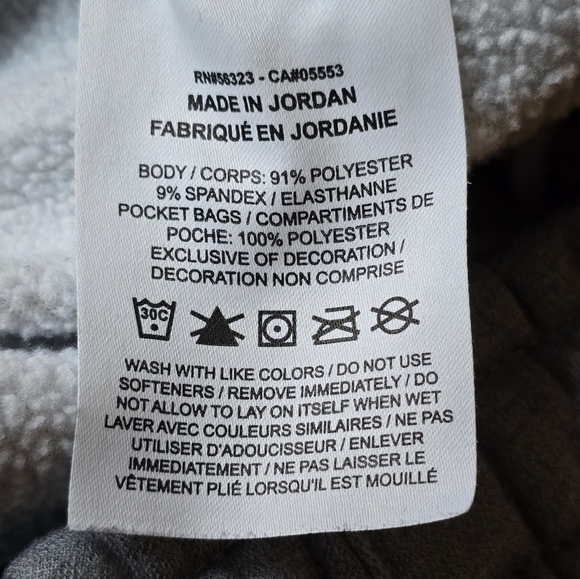 RN#56323 - CA#05553
MADE IN JORDAN
FABRIQUÉ EN JORDANIE
BODY / CORPS: 91% POLYESTER
9% SPANDEX / ELASTHANNE
POCKET BAGS / COMPARTIMENTS DE
POCHE: 100% POLYESTER
EXCLUSIVE OF DECORATION /
DECORATION NON COMPRISE
30C
WASH WITH LIKE COLORS / DO NOT USE
SOFTENERS / REMOVE IMMEDIATELY / DO
NOT ALLOW TO LAY ON ITSELF WHEN WET
LAVER AVEC COULEURS SIMILAIRES / NE PAS
UTILISER D'ADOUCISSEUR / ENLEVER
IMMEDIATEMENT / NE PAS LAISSER LE
VÊTEMENT PLIÉ LORSQU'IL EST MOUILLÉ